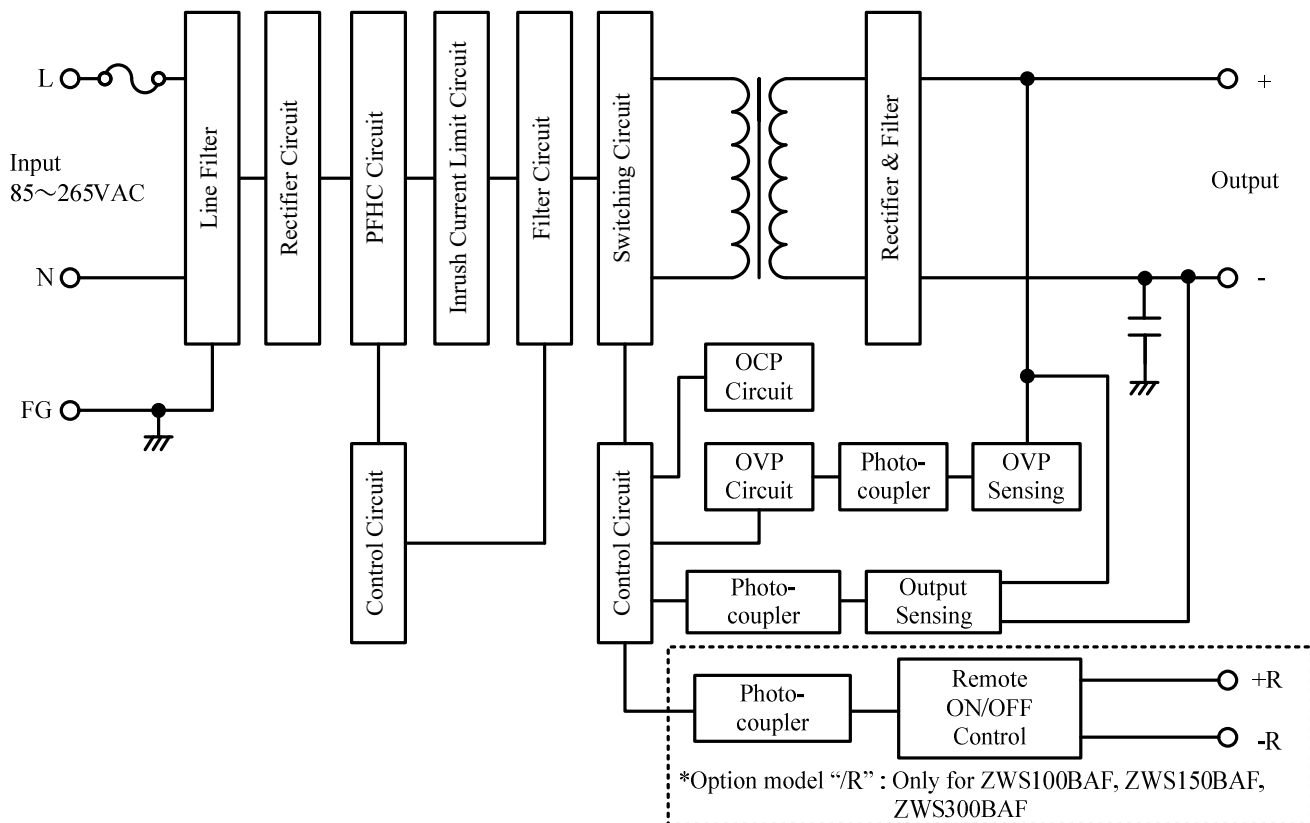 L
Input
85～265VAC
N
FG
Line Filter
Rectifier Circuit
PFHC Circuit
Inrush Current Limit Circuit
Filter Circuit
Switching Circuit
Rectifier & Filter
+
Output
-
Control Circuit
Control Circuit
OCP
Circuit
OVP
Circuit
Photo-
coupler
OVP
Sensing
Photo-
coupler
Output
Sensing
Photo-
coupler
Remote
ON/OFF
Control
+R
-R
*Option model “/R” : Only for ZWS100BAF, ZWS150BAF,
ZWS300BAF